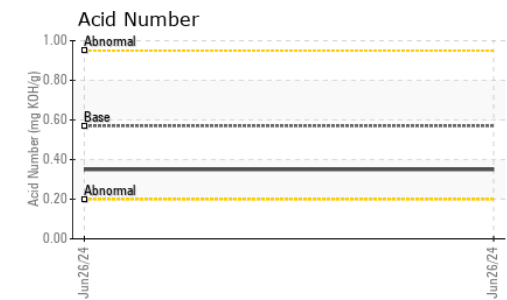 Acid Number
Acid Number (mg KOH/g)
1.00
Abnormal
0.80
0.60
Base
0.40
0.20
Abnormal
0.00
Jun26/24
Jun26/24